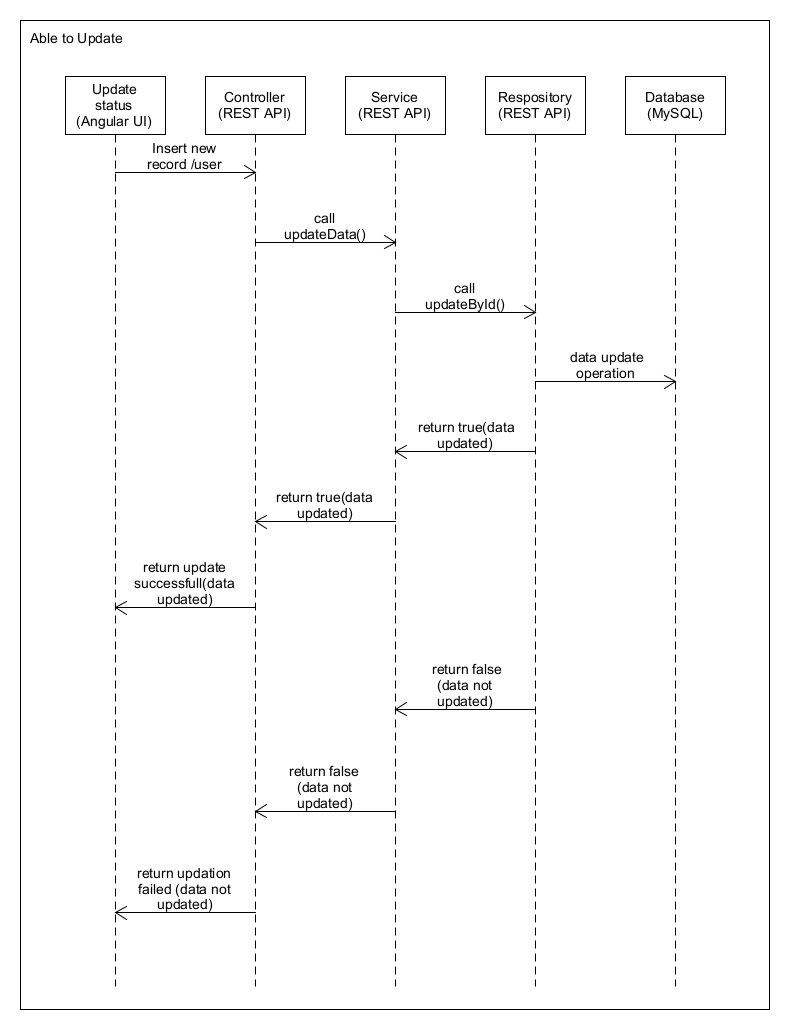 Able to Update
Update
status
(Angular UI)
Controller
(REST API)
Service
(REST API)
Respository
(REST API)
Database
(MySQL)
Insert new
record /user
call
updateData()
call
updateById()
data update
operation
return true(data
updated)
return true(data
updated)
return update
successfull(data
updated)
return false
(data not
updated)
return false
(data not
updated)
return updation
failed (data not
updated)